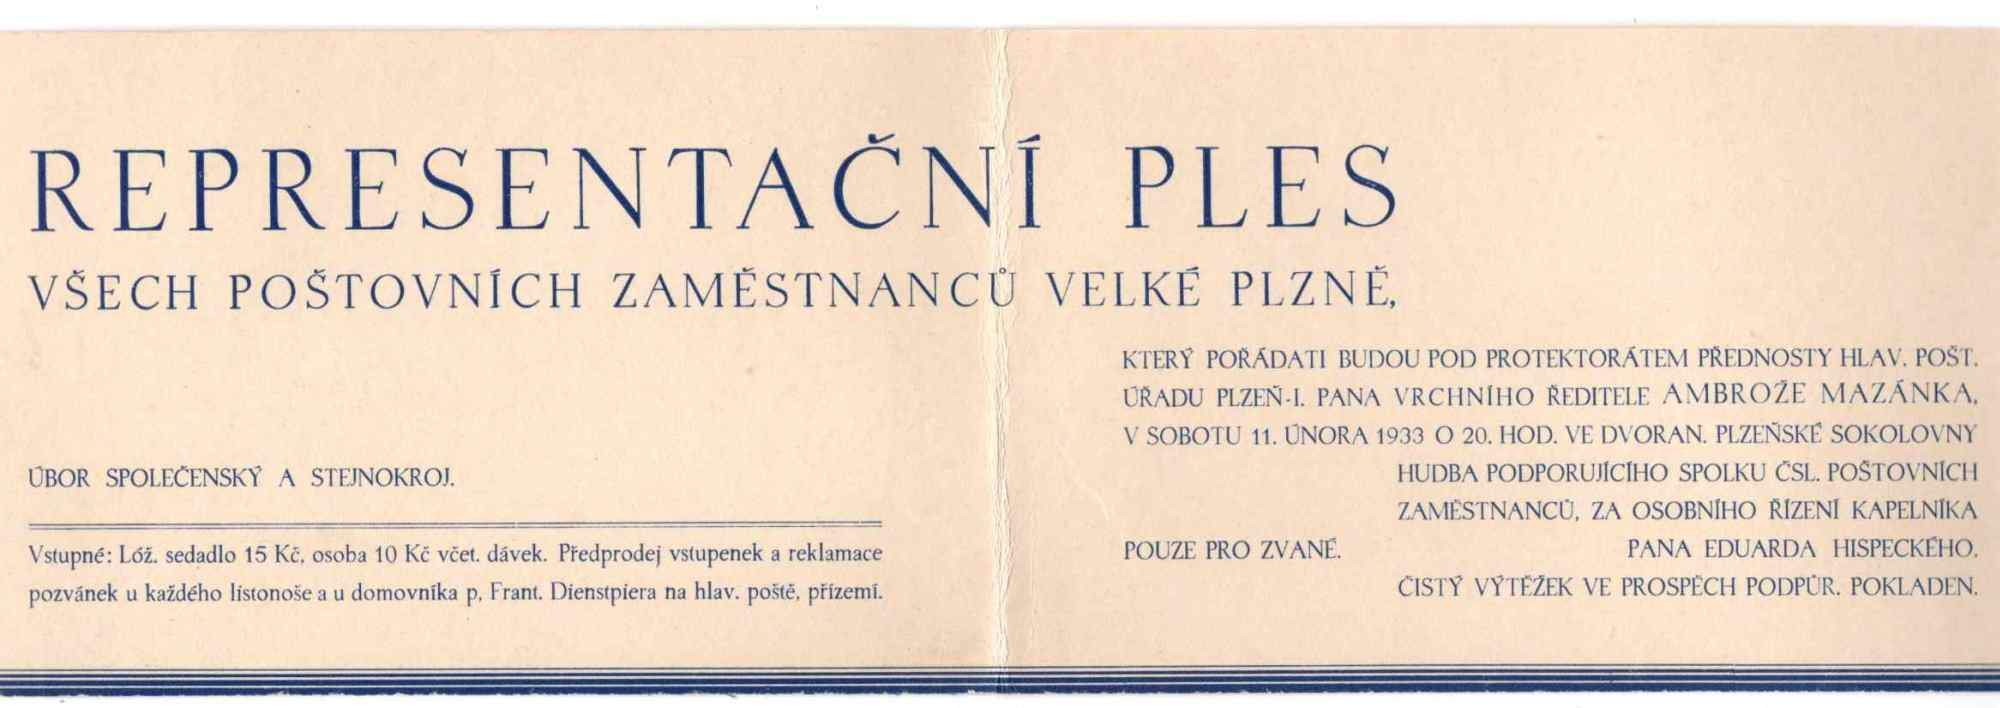 REPRESENTAČNÍ PLES
VŠECH POŠTOVNÍCH ZAMĚSTNANCŮ VELKÉ PLZNĚ,
KTERÝ POŘÁDATI BUDOU POD PROTEKTORÁTEM PŘEDNOSTY HLAV. POŠT.
ÚŘADU PLZEŇ-I. PANA VRCHNÍHO ŘEDITELE AMBROŽE MAZÁNKA,
V SOBOTU 11. ÚNORA 1933 O 20. HOD. VE DVORAN. PLZEŇSKÉ SOKOLOVNY
HUDBA PODPORUJÍCÍHO SPOLKU ČSL. POŠTOVNÍCH
ZAMĚSTNANCŮ, ZA OSOBNÍHO ŘÍZENÍ KAPELNÍKA
PANA EDUARDA HISPECKÉHO.
POUZE PRO ZVANÉ.
ČISTÝ VÝTĚŽEK VE PROSPĚCH PODPŮR. POKLADEN.
ÚBOR SPOLEČENSKÝ A STEJNOKROJ.
Vstupné: Lóž. sedadlo 15 Kč, osoba 10 Kč včet. dávek. Předprodej vstupenek a reklamace
pozvánek u každého listonoše a u domovníka p. Frant. Dienstpiera na hlav. poště, přízemí.